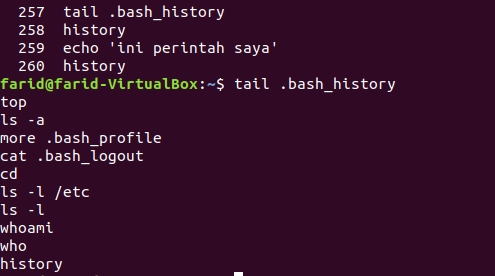 257 tail .bash_history
258 history
259 echo 'ini perintah saya'
260 history
farid@farid-VirtualBox:~$ tail .bash_history
top
ls -a
more .bash_profile
cat .bash_logout
cd
ls -l /etc
ls -l
whoami
who
history